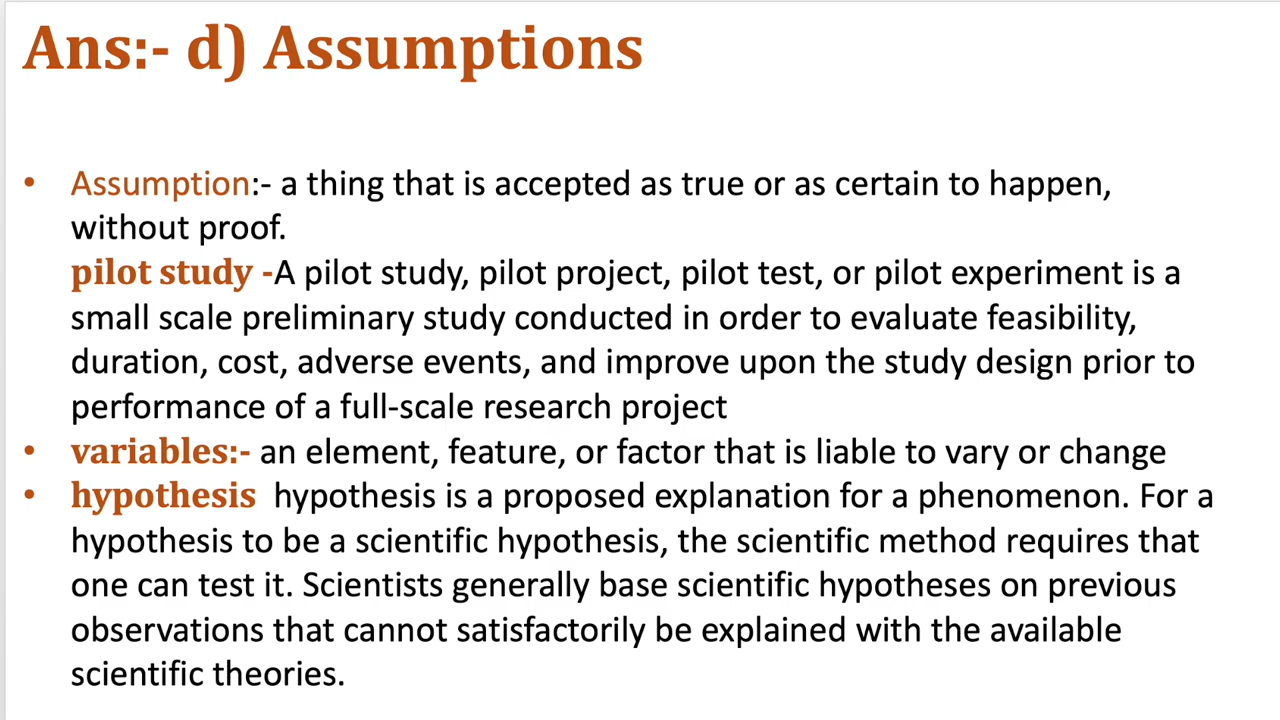 Ans:- d) Assumptions
• Assumption:- a thing that is accepted as true or as certain to happen,
without proof.
pilot study -A pilot study, pilot project, pilot test, or pilot experiment is a
small scale preliminary study conducted in order to evaluate feasibility,
duration, cost, adverse events, and improve upon the study design prior to
performance of a full-scale research project
• variables:- an element, feature, or factor that is liable to vary or change
• hypothesis hypothesis is a proposed explanation for a phenomenon. For a
hypothesis to be a scientific hypothesis, the scientific method requires that
one can test it. Scientists generally base scientific hypotheses on previous
observations that cannot satisfactorily be explained with the available
scientific theories.